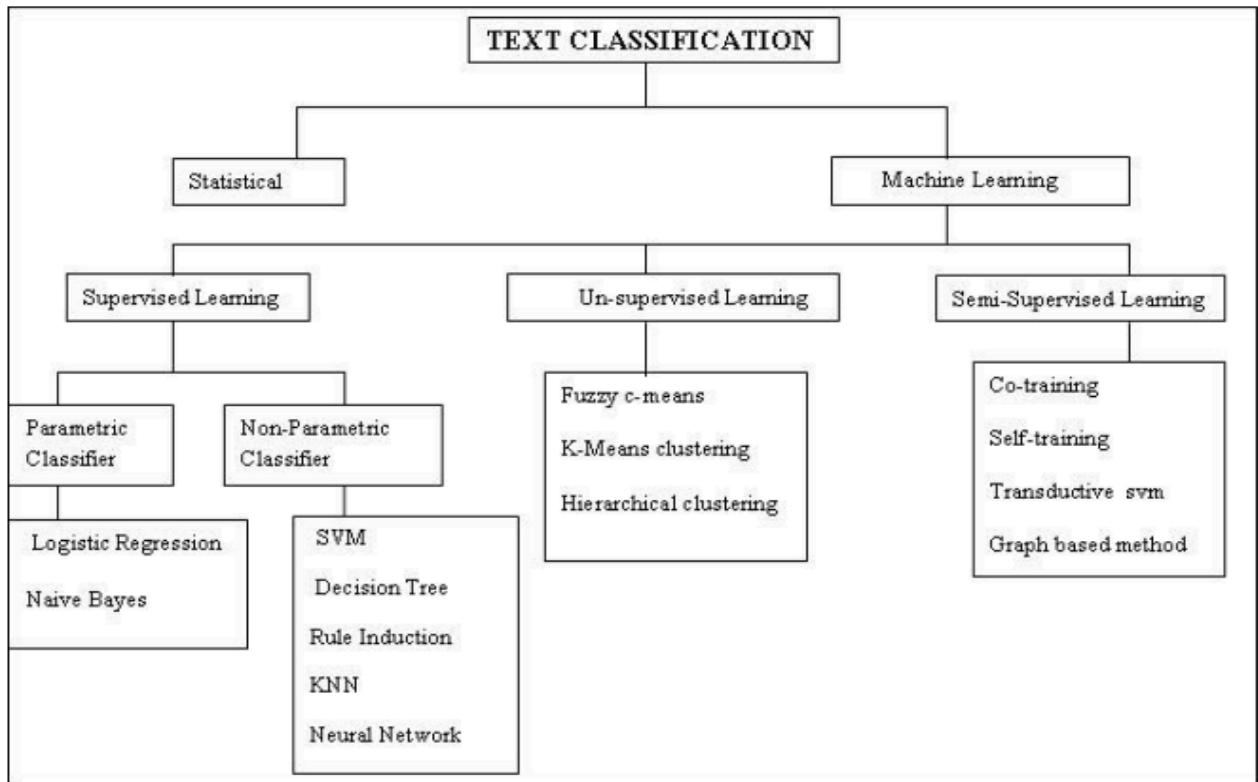 TEXT CLASSIFICATION
Statistical
Machine Learning
Supervised Learning
Un-supervised Learning
Semi-Supervised Learning
Parametric
Classifier
Non-Parametric
Classifier
Fuzzy c-means
K-Means clustering
Hierarchical clustering
Co-training
Self-training
Transductive svm
Graph based method
Logistic Regression
Naive Bayes
SVM
Decision Tree
Rule Induction
KNN
Neural Network